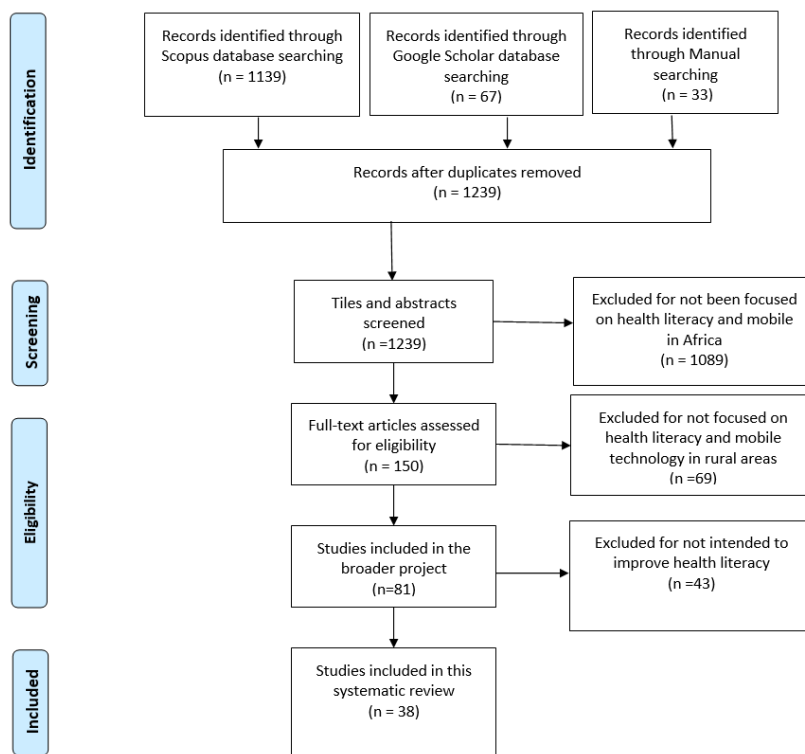 Identification
Records identified through
Scopus database searching
(n = 1139)
Records identified through
Google Scholar database
searching
(n = 67)
Records identified
through Manual
searching
(n = 33)
Records after duplicates removed
(n = 1239)
Screening
Tiles and abstracts
screened
(n =1239)
Excluded for not been focused
on health literacy and mobile
in Africa
(n = 1089)
Eligibility
Full-text articles assessed
for eligibility
(n = 150)
Excluded for not focused on
health literacy and mobile
technology in rural areas
(n =69)
Studies included in the
broader project
(n=81)
Excluded for not intended to
improve health literacy
(n =43)
Included
Studies included in this
systematic review
(n = 38)